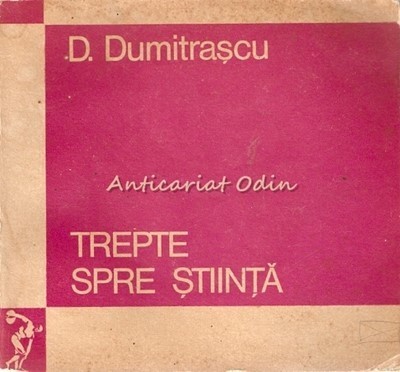 D. Dumitrașcu
Anticariat Odin
TREPTE
SPRE ȘTIINȚĂ